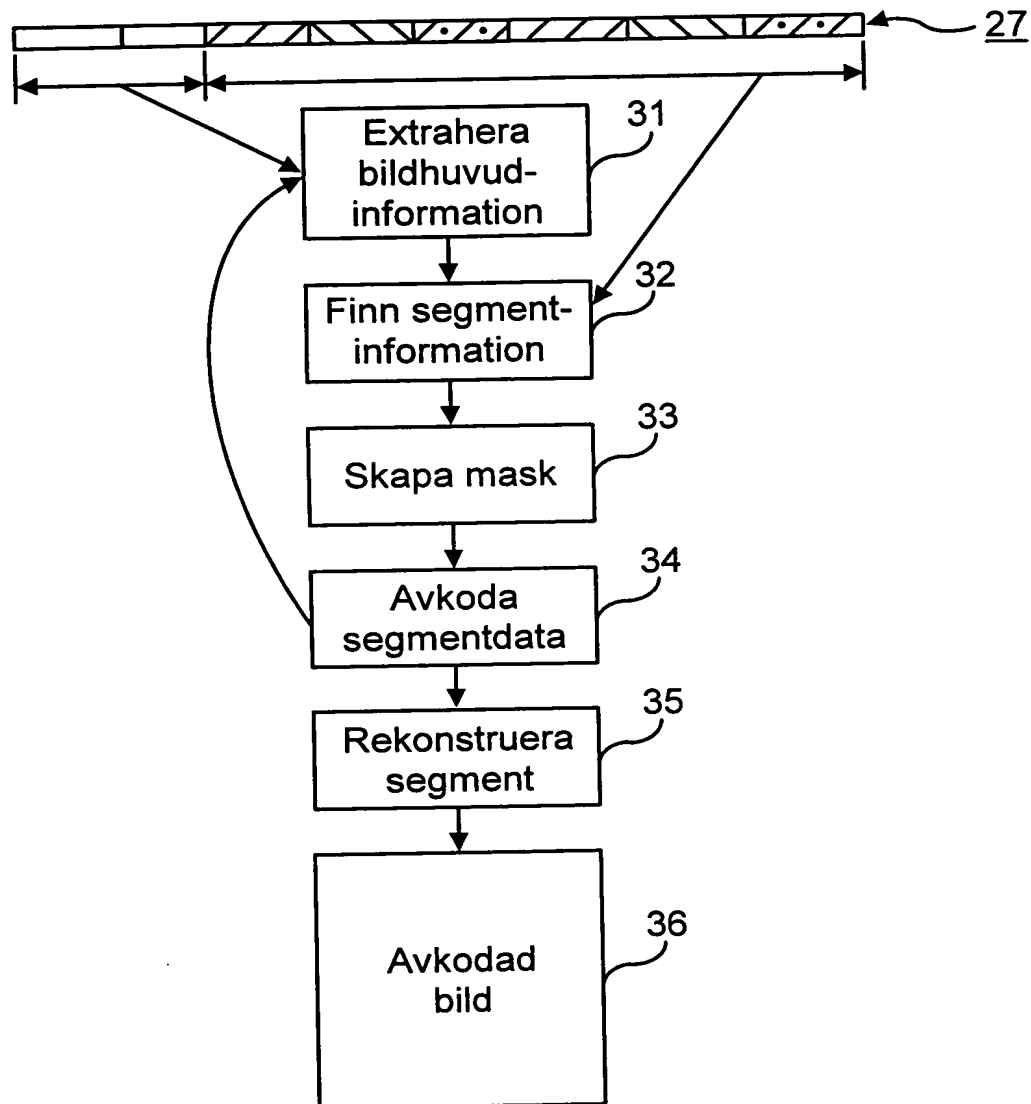 27
31
Extrahera
bildhuvud-
information
32
Finn segment-
information
33
Skapa mask
34
Avkoda
segmentdata
35
Rekonstruera
segment
36
Avkodad
bild